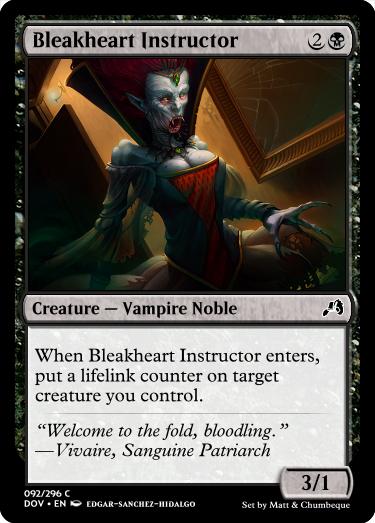 Bleakheart Instructor 2
Creature — Vampire Noble
When Bleakheart Instructor enters,
put a lifelink counter on target
creature you control.
“Welcome to the fold, bloodling.”
—Vivaire, Sanguine Patriarch
3/1
092/296 C
DOV • EN EDGAR-SANCHEZ-HIDALGO
Set by Matt & Chumbeque